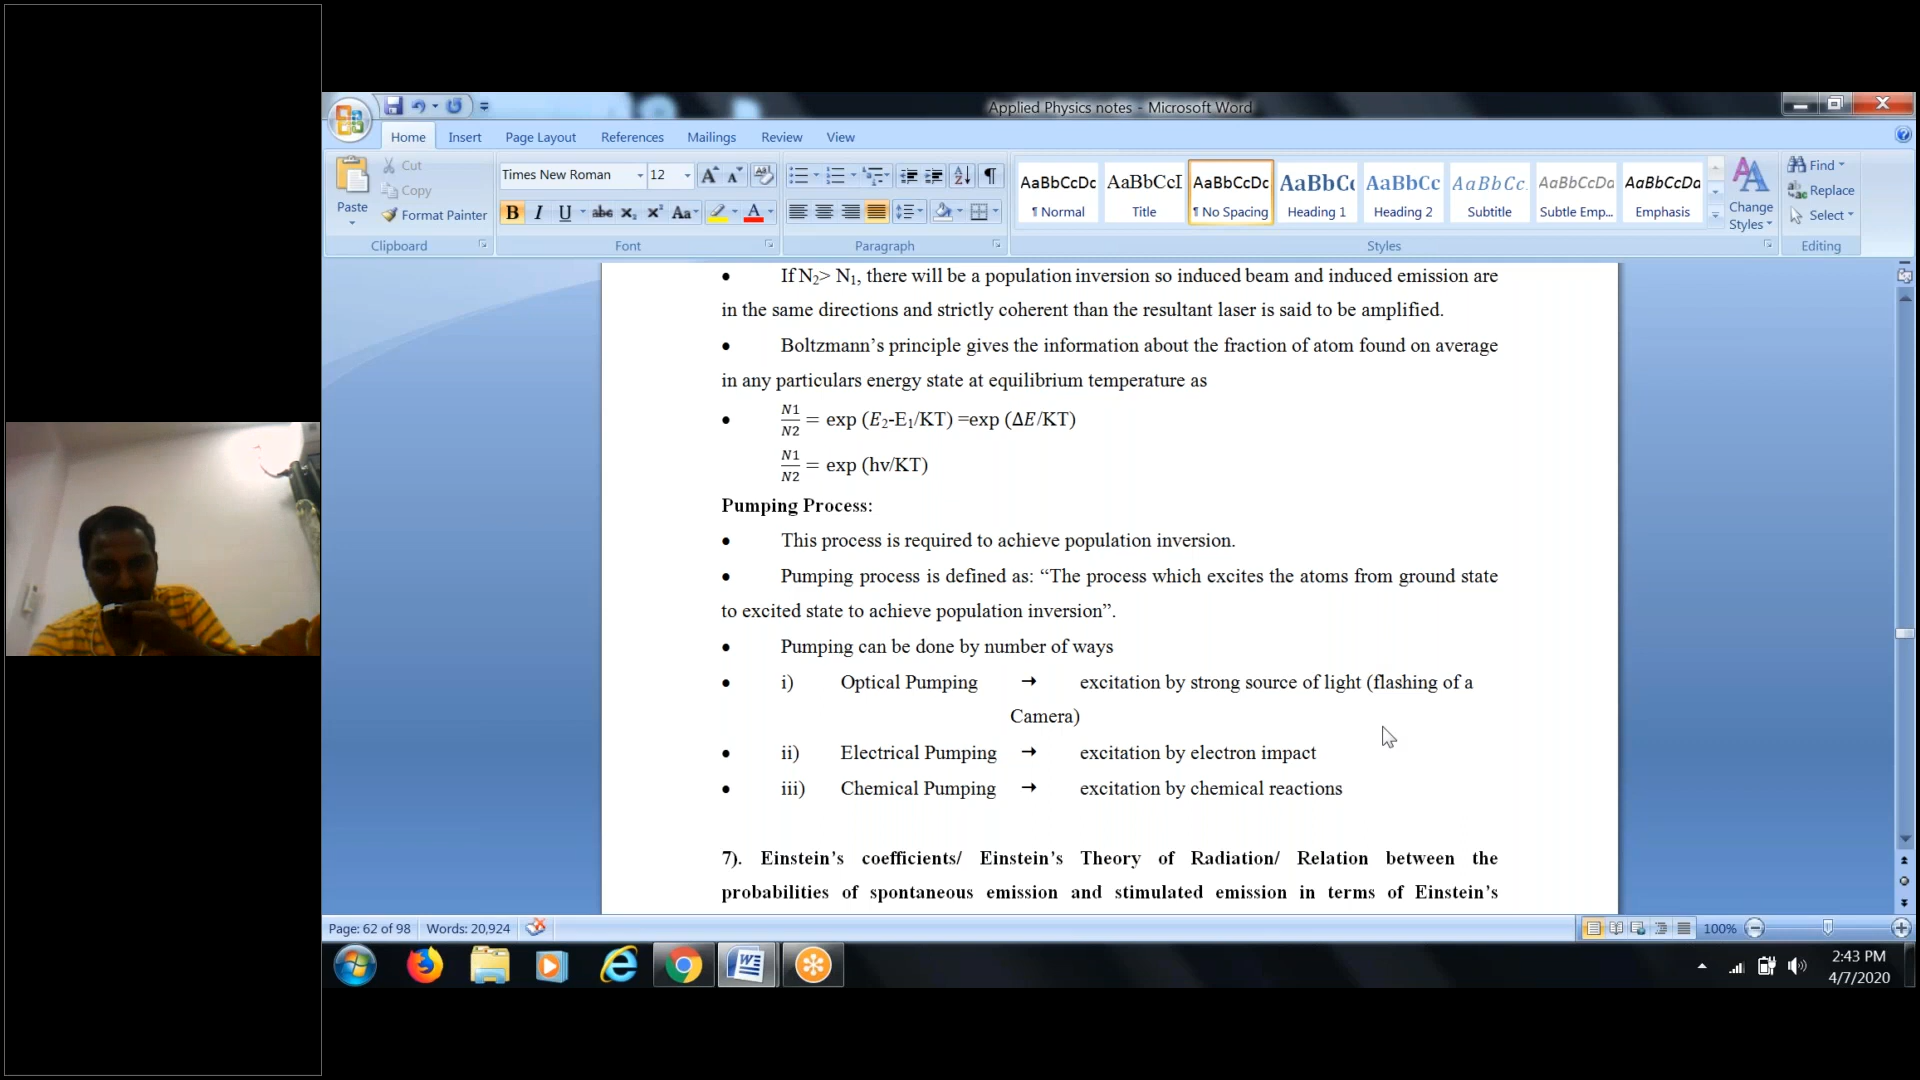 Applied Physics notes - Microsoft Word
Home Insert Page Layout References Mailings Review View
Paste
Cut
Copy
Format Painter
Clipboard
Times New Roman 12
B I U abe X₂ X² Aa A
Font
Paragraph
AaBbCcDc AaBbCcI AaBbCcDc AaBbCc AaBbCc AaBbCc. AaBbCcDa AaBbCcDa
¶ Normal Title ¶ No Spacing Heading 1 Heading 2 Subtitle Subtle Emp... Emphasis
Styles
Change Styles
Find
Replace
Select
Editing
• If N₂> N₁, there will be a population inversion so induced beam and induced emission are
in the same directions and strictly coherent than the resultant laser is said to be amplified.
• Boltzmann’s principle gives the information about the fraction of atom found on average
in any particulars energy state at equilibrium temperature as
• N1/N2 = exp (E₂-E₁/KT) =exp (ΔE/KT)
N1/N2 = exp (hv/KT)
Pumping Process:
• This process is required to achieve population inversion.
• Pumping process is defined as: “The process which excites the atoms from ground state
to excited state to achieve population inversion”.
• Pumping can be done by number of ways
• i) Optical Pumping → excitation by strong source of light (flashing of a
Camera)
• ii) Electrical Pumping → excitation by electron impact
• iii) Chemical Pumping → excitation by chemical reactions
7). Einstein’s coefficients/ Einstein’s Theory of Radiation/ Relation between the
probabilities of spontaneous emission and stimulated emission in terms of Einstein’s
Page: 62 of 98 Words: 20,924 100%
2:43 PM
4/7/2020